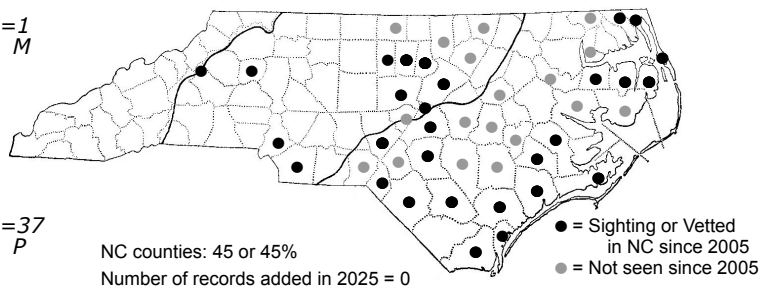 =1
M
=37
P
NC counties: 45 or 45%
Number of records added in 2025 = 0
= Sighting or Vetted
in NC since 2005
= Not seen since 2005